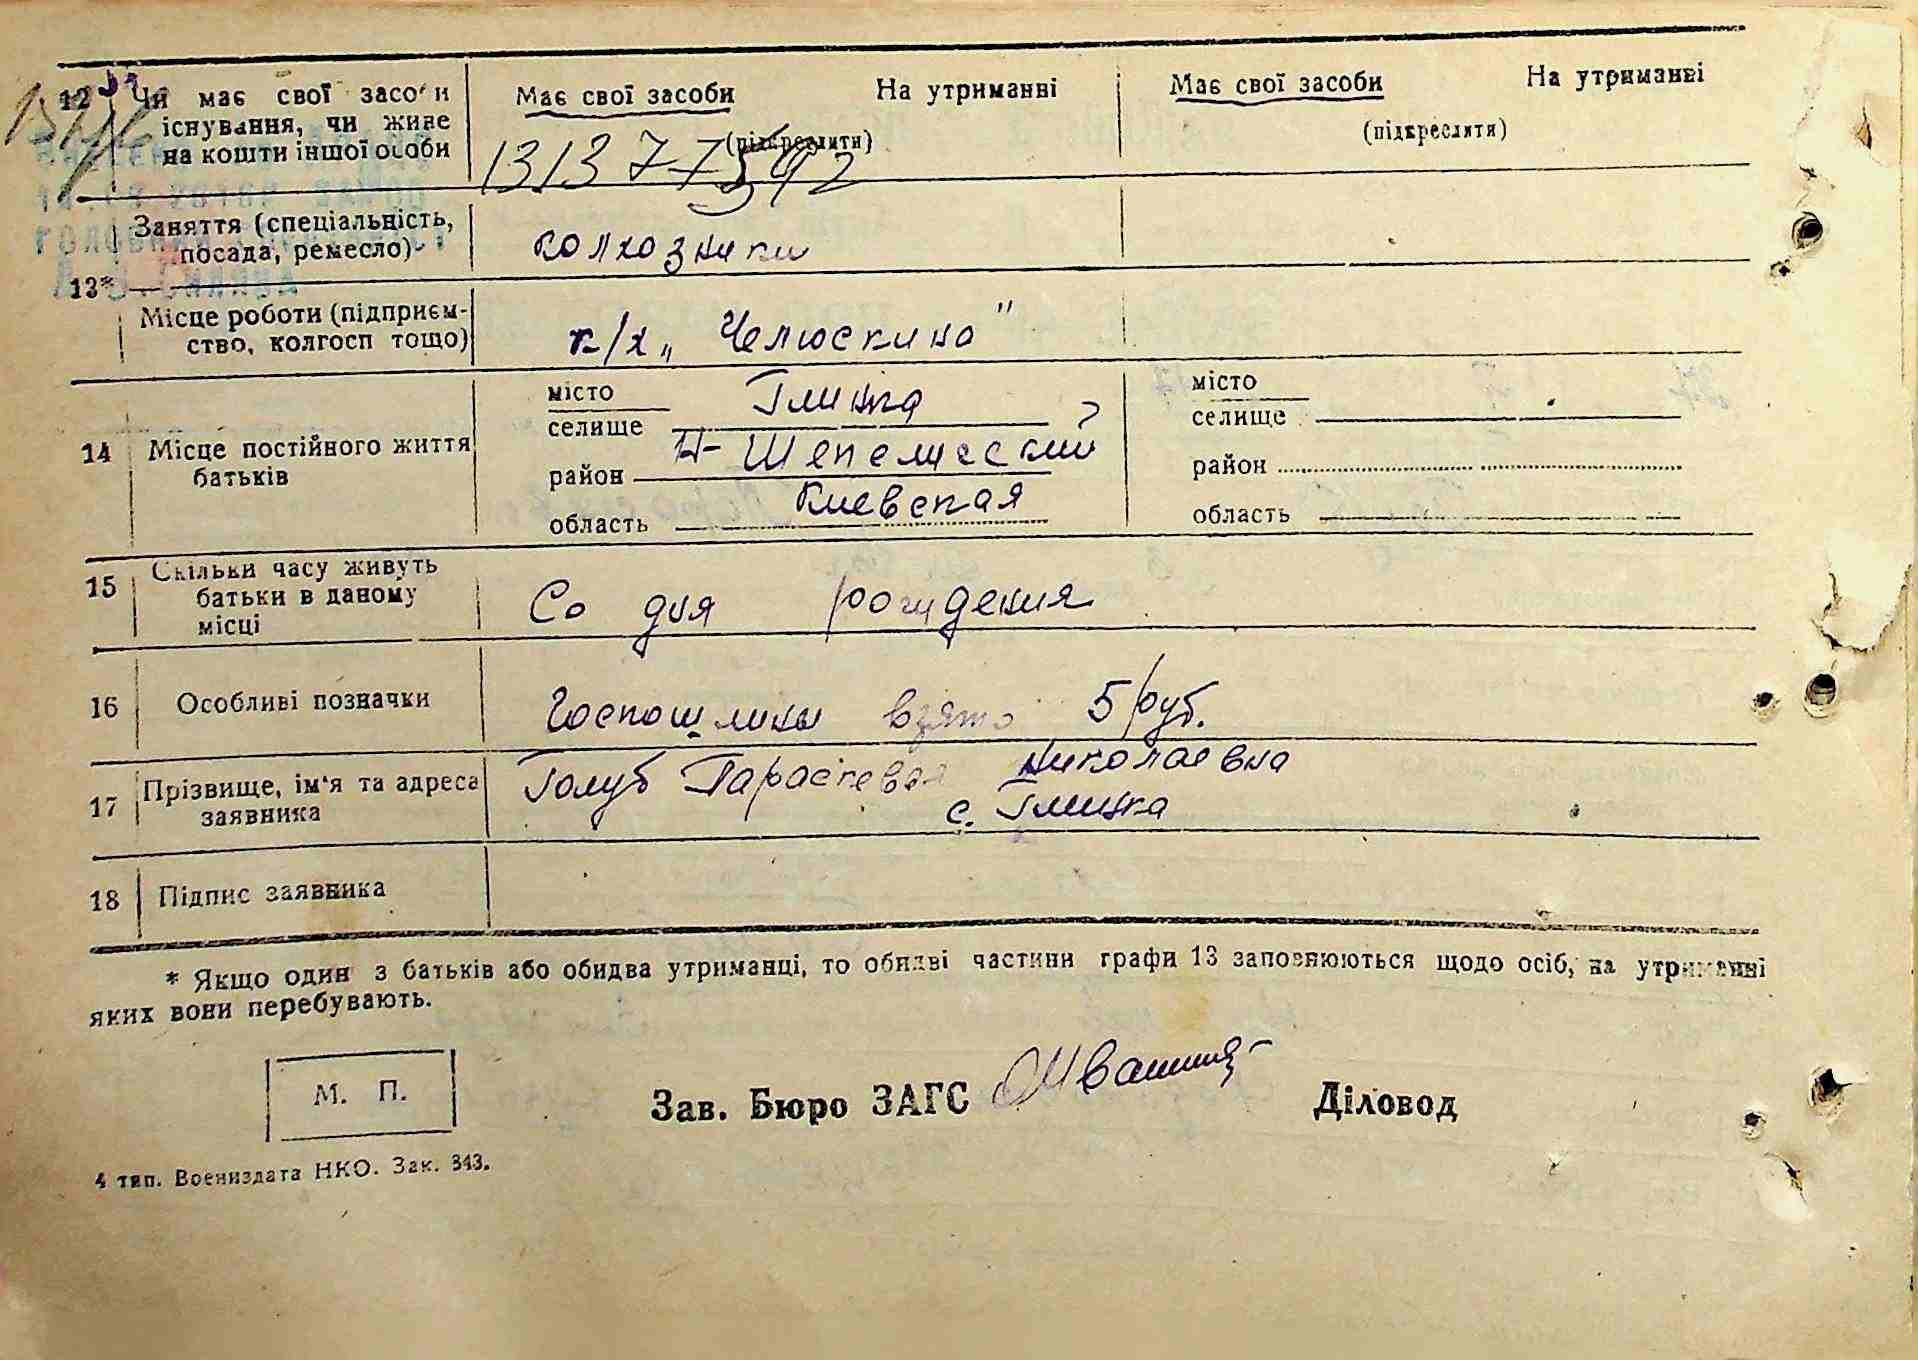 12 Чи має свої засоби Має свої засоби На утриманні Має свої засоби На утриманні
існування, чи живе (підкреслити) (підкреслити)
на кошти іншої особи 13137
Заняття (спеціальність,
посада, ремесло) колхозники
13*
Місце роботи (підприєм-
ство, колгосп тощо) к/х „Челюскина"
14 Місце постійного життя
батьків
місто Глинка
селище
район Н-Шепелисский
область Киевская
місто
селище
район
область
15 Скільки часу живуть
батьки в даному
місці
Со дня рождения
16 Особливі позначки Госпошлины взято 5 руб.
17 Прізвище, ім'я та адреса
заявника
Голуб Параскевая Николаевна
с. Глинка
18 Підпис заявника
* Якщо один з батьків або обидва утриманці, то обидві частини графи 13 заповнюються щодо осіб, на утриманні
яких вони перебувають.
М. П.
Зав. Бюро ЗАГС Діловод
4 тип. Воениздата НКО. Зак. 343.